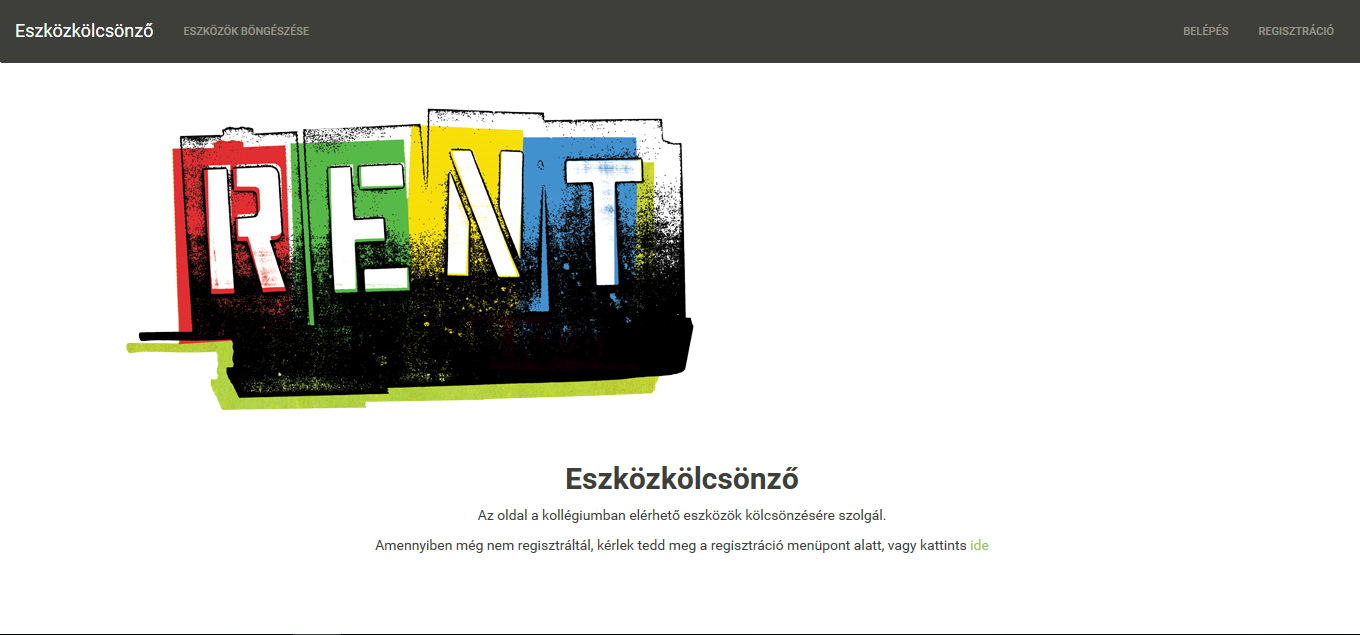 Eszközkölcsönző ESZKÖZÖK BÖNGÉSZÉSE BELÉPÉS REGISZTRÁCIÓ
RENT
Eszközkölcsönző
Az oldal a kollégiumban elérhető eszközök kölcsönzésére szolgál.
Amennyiben még nem regisztráltál, kérlek tedd meg a regisztráció menüpont alatt, vagy kattints ide